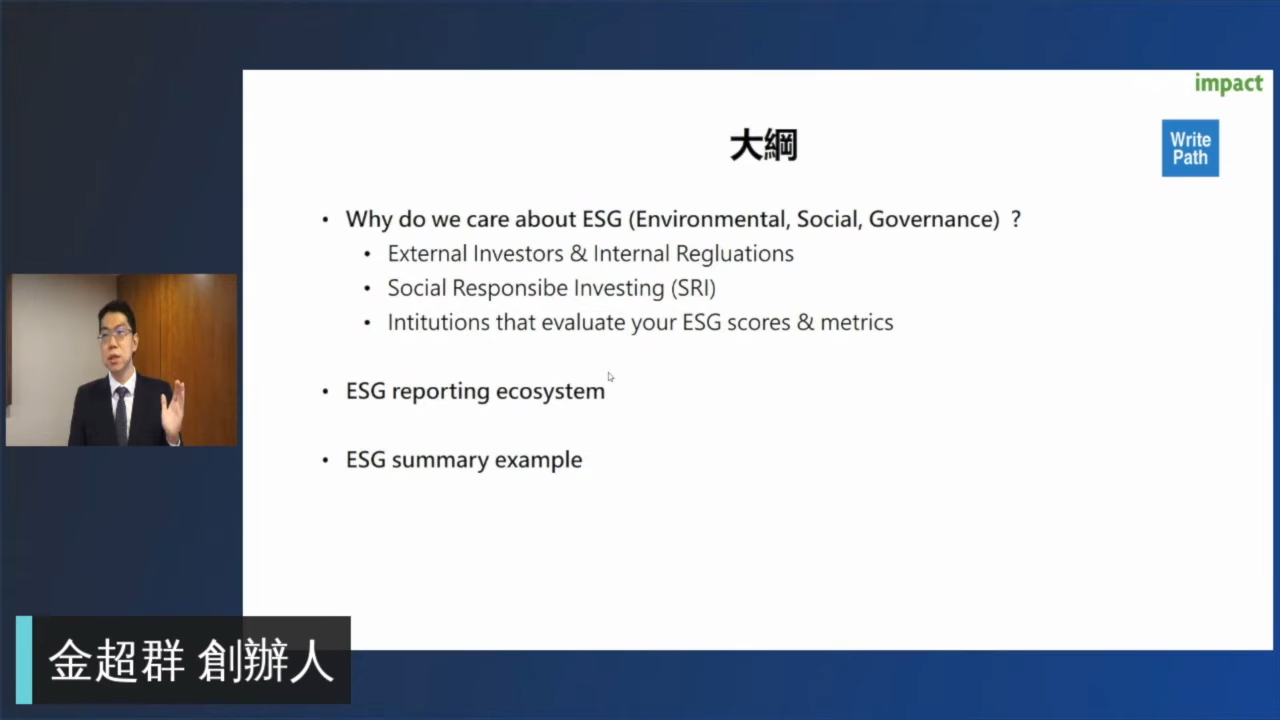 impact
大綱
Write
Path
• Why do we care about ESG (Environmental, Social, Governance) ?
• External Investors & Internal Regluations
• Social Responsibe Investing (SRI)
• Intitutions that evaluate your ESG scores & metrics
• ESG reporting ecosystem
• ESG summary example
金超群 創辦人